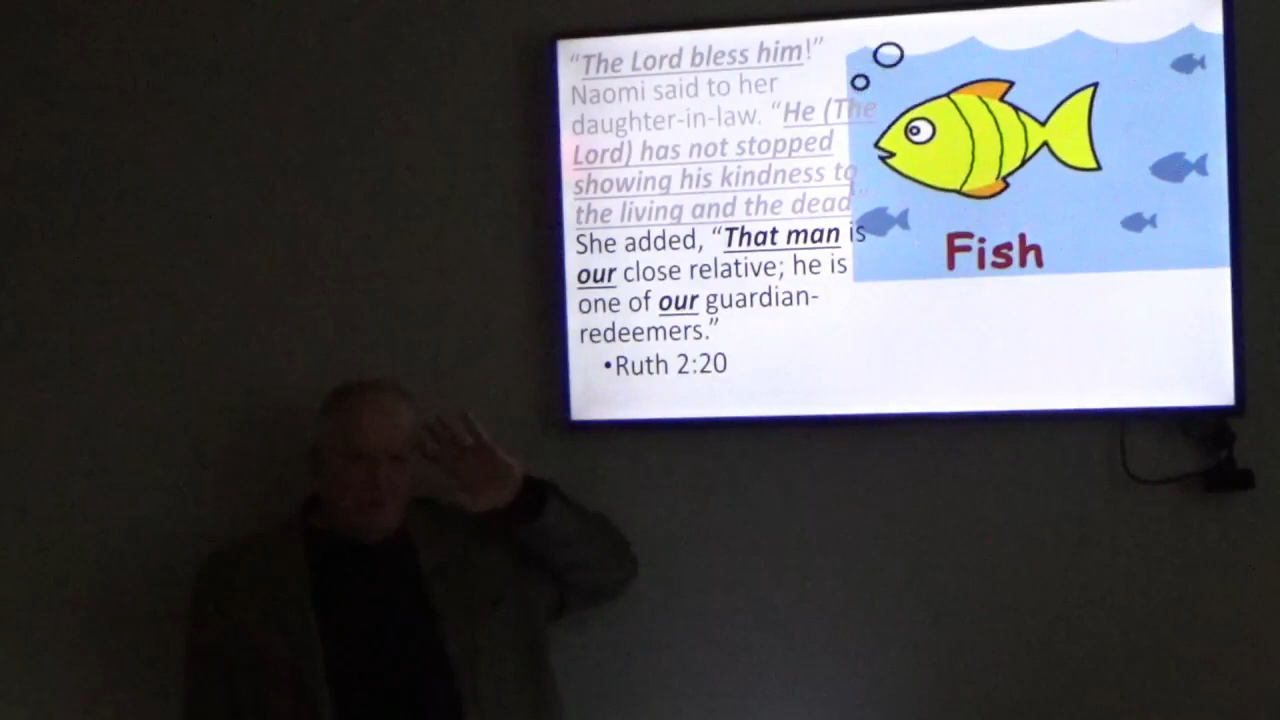 “The Lord bless him!”
Naomi said to her
daughter-in-law. “He (The
Lord) has not stopped
showing his kindness to
the living and the dead.”
She added, “That man is
our close relative; he is
one of our guardian-
redeemers.”
•Ruth 2:20
Fish